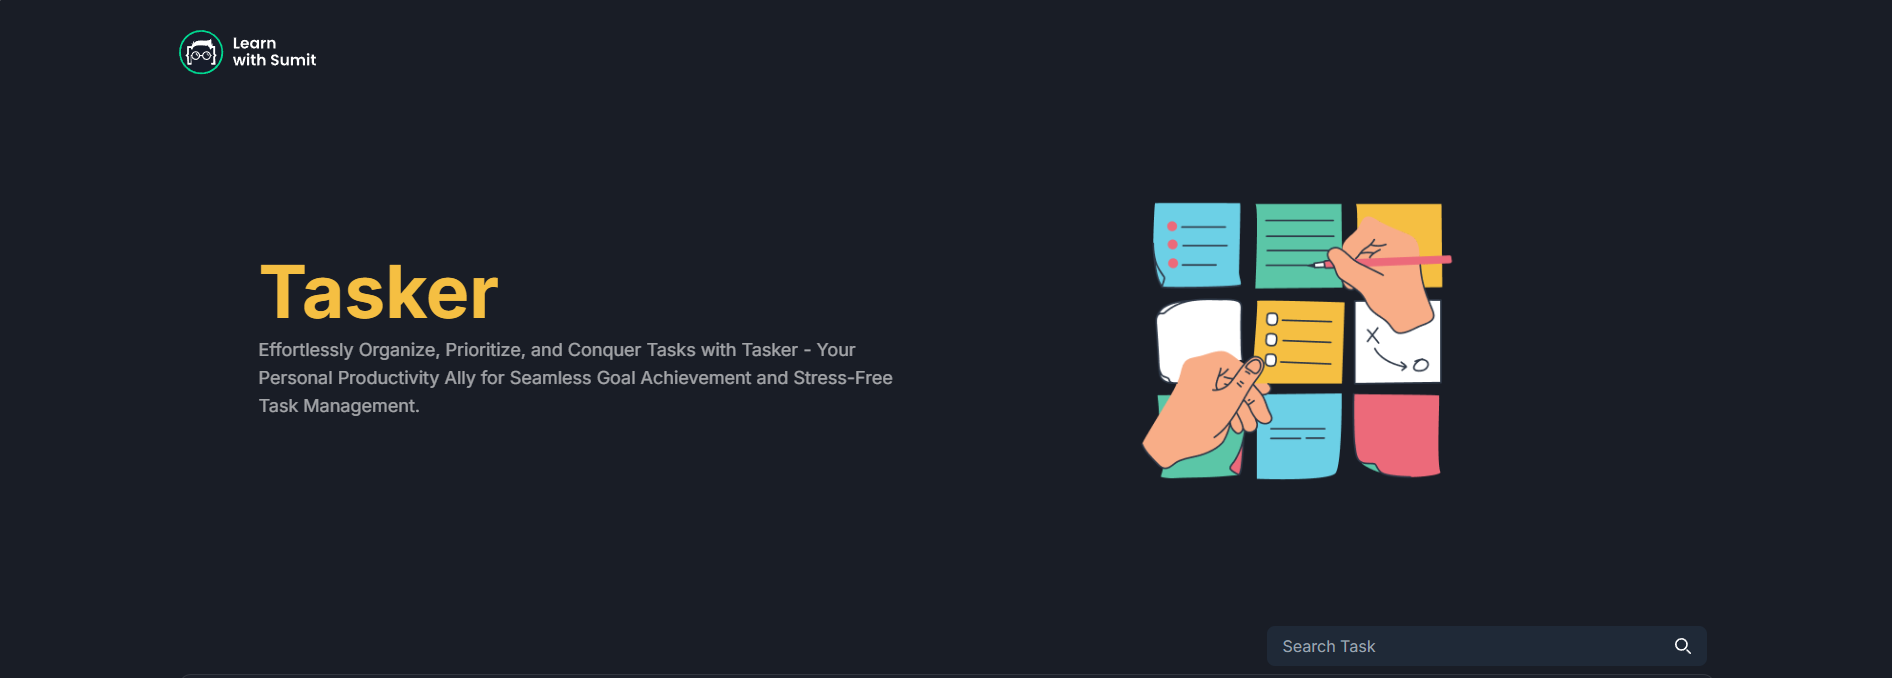 Learn
with Sumit
Tasker
Effortlessly Organize, Prioritize, and Conquer Tasks with Tasker - Your
Personal Productivity Ally for Seamless Goal Achievement and Stress-Free
Task Management.
Search Task